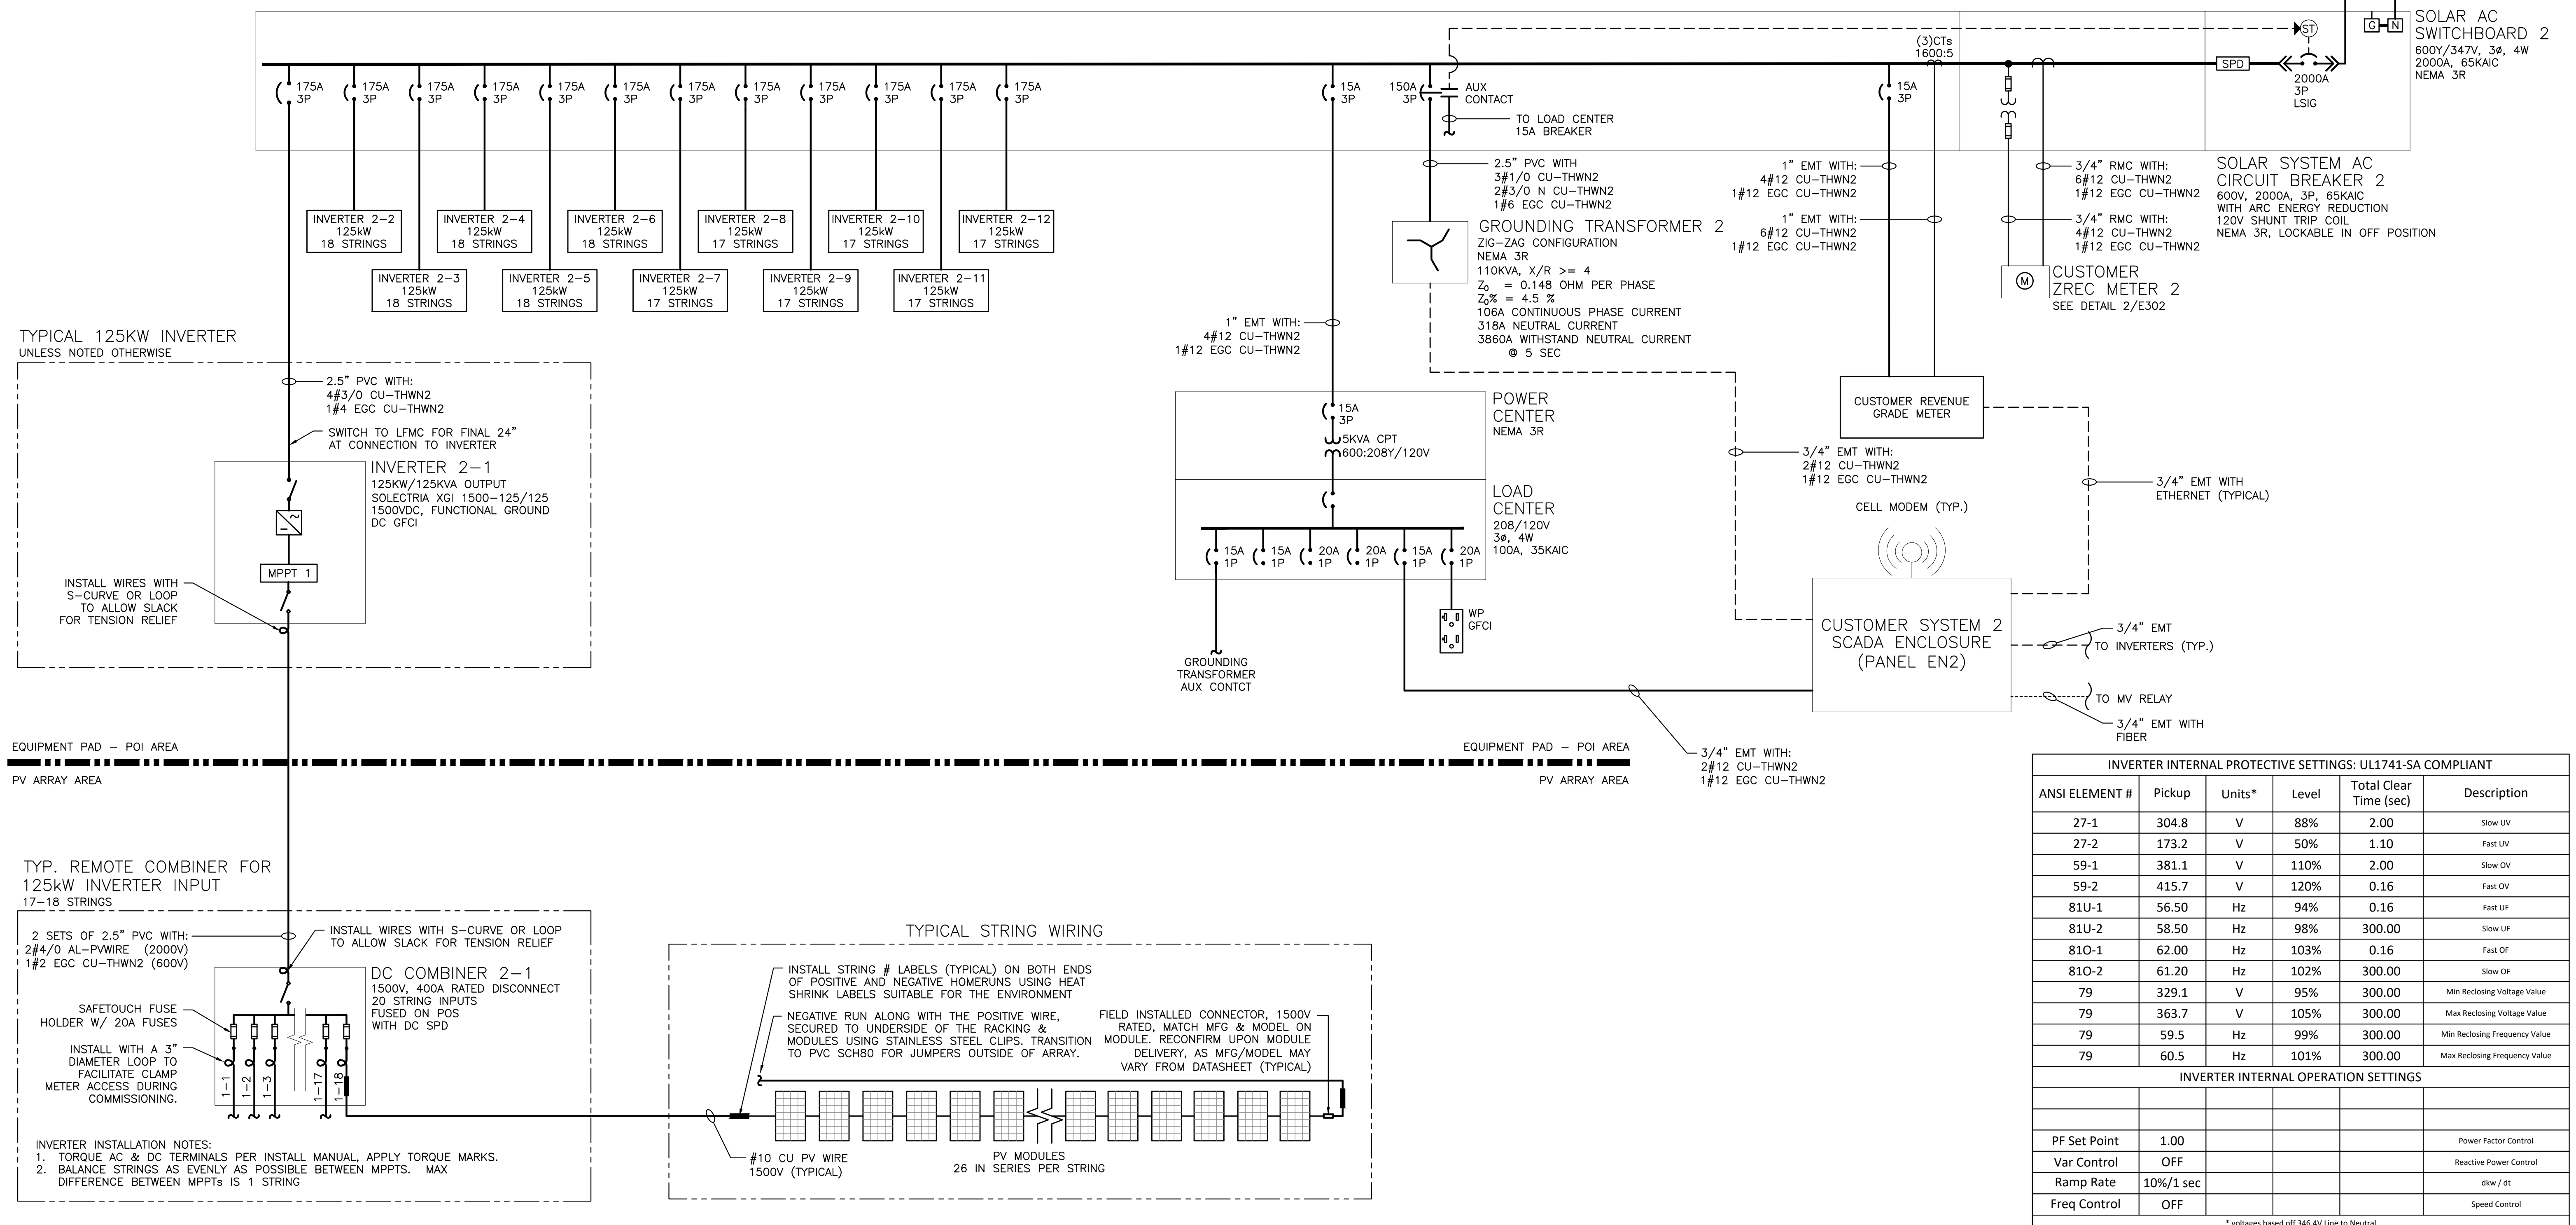 G
N
SOLAR AC
SWITCHBOARD 2
600Y/347V, 3ø, 4W
2000A, 65KAIC
NEMA 3R
ST
SPD
2000A
3P
LSIG
(3)CTs
1600:5
175A
3P
175A
3P
175A
3P
175A
3P
175A
3P
175A
3P
175A
3P
175A
3P
175A
3P
175A
3P
175A
3P
175A
3P
15A
3P
150A
3P
AUX
CONTACT
TO LOAD CENTER
15A BREAKER
15A
3P
2.5" PVC WITH
3#1/0 CU-THWN2
2#3/0 N CU-THWN2
1#6 EGC CU-THWN2
1" EMT WITH:
4#12 CU-THWN2
1#12 EGC CU-THWN2
1" EMT WITH:
6#12 CU-THWN2
1#12 EGC CU-THWN2
3/4" RMC WITH:
6#12 CU-THWN2
1#12 EGC CU-THWN2
3/4" RMC WITH:
4#12 CU-THWN2
1#12 EGC CU-THWN2
SOLAR SYSTEM AC
CIRCUIT BREAKER 2
600V, 2000A, 3P, 65KAIC
WITH ARC ENERGY REDUCTION
120V SHUNT TRIP COIL
NEMA 3R, LOCKABLE IN OFF POSITION
INVERTER 2-2
125kW
18 STRINGS
INVERTER 2-4
125kW
18 STRINGS
INVERTER 2-6
125kW
18 STRINGS
INVERTER 2-8
125kW
17 STRINGS
INVERTER 2-10
125kW
17 STRINGS
INVERTER 2-12
125kW
17 STRINGS
INVERTER 2-3
125kW
18 STRINGS
INVERTER 2-5
125kW
18 STRINGS
INVERTER 2-7
125kW
17 STRINGS
INVERTER 2-9
125kW
17 STRINGS
INVERTER 2-11
125kW
17 STRINGS
GROUNDING TRANSFORMER 2
ZIG-ZAG CONFIGURATION
NEMA 3R
110KVA, X/R >= 4
Z0 = 0.148 OHM PER PHASE
Z0% = 4.5 %
106A CONTINUOUS PHASE CURRENT
318A NEUTRAL CURRENT
3860A WITHSTAND NEUTRAL CURRENT
@ 5 SEC
M
CUSTOMER
ZREC METER 2
SEE DETAIL 2/E302
TYPICAL 125KW INVERTER
UNLESS NOTED OTHERWISE
2.5" PVC WITH:
4#3/0 CU-THWN2
1#4 EGC CU-THWN2
SWITCH TO LFMC FOR FINAL 24"
AT CONNECTION TO INVERTER
INVERTER 2-1
125KW/125KVA OUTPUT
SOLECTRIA XGI 1500-125/125
1500VDC, FUNCTIONAL GROUND
DC GFCI
MPPT 1
INSTALL WIRES WITH
S-CURVE OR LOOP
TO ALLOW SLACK
FOR TENSION RELIEF
1" EMT WITH:
4#12 CU-THWN2
1#12 EGC CU-THWN2
POWER
CENTER
NEMA 3R
15A
3P
5KVA CPT
600:208Y/120V
LOAD
CENTER
208/120V
3ø, 4W
100A, 35KAIC
15A
1P
15A
1P
20A
1P
20A
1P
15A
1P
20A
1P
WP
GFCI
GROUNDING
TRANSFORMER
AUX CONTCT
CUSTOMER REVENUE
GRADE METER
3/4" EMT WITH:
2#12 CU-THWN2
1#12 EGC CU-THWN2
3/4" EMT WITH
ETHERNET (TYPICAL)
CELL MODEM (TYP.)
CUSTOMER SYSTEM 2
SCADA ENCLOSURE
(PANEL EN2)
3/4" EMT
TO INVERTERS (TYP.)
TO MV RELAY
3/4" EMT WITH
FIBER
3/4" EMT WITH:
2#12 CU-THWN2
1#12 EGC CU-THWN2
EQUIPMENT PAD - POI AREA
EQUIPMENT PAD - POI AREA
PV ARRAY AREA
PV ARRAY AREA
TYP. REMOTE COMBINER FOR
125kW INVERTER INPUT
17-18 STRINGS
2 SETS OF 2.5" PVC WITH:
2#4/0 AL-PVWIRE (2000V)
1#2 EGC CU-THWN2 (600V)
INSTALL WIRES WITH S-CURVE OR LOOP
TO ALLOW SLACK FOR TENSION RELIEF
DC COMBINER 2-1
1500V, 400A RATED DISCONNECT
20 STRING INPUTS
FUSED ON POS
WITH DC SPD
SAFETOUCH FUSE
HOLDER W/ 20A FUSES
INSTALL WITH A 3"
DIAMETER LOOP TO
FACILITATE CLAMP
METER ACCESS DURING
COMMISSIONING.
1-1
1-2
1-3
1-17
1-18
INVERTER INSTALLATION NOTES:
1. TORQUE AC & DC TERMINALS PER INSTALL MANUAL, APPLY TORQUE MARKS.
2. BALANCE STRINGS AS EVENLY AS POSSIBLE BETWEEN MPPTS. MAX
DIFFERENCE BETWEEN MPPTs IS 1 STRING
TYPICAL STRING WIRING
INSTALL STRING # LABELS (TYPICAL) ON BOTH ENDS
OF POSITIVE AND NEGATIVE HOMERUNS USING HEAT
SHRINK LABELS SUITABLE FOR THE ENVIRONMENT
NEGATIVE RUN ALONG WITH THE POSITIVE WIRE,
SECURED TO UNDERSIDE OF THE RACKING &
MODULES USING STAINLESS STEEL CLIPS. TRANSITION
TO PVC SCH80 FOR JUMPERS OUTSIDE OF ARRAY.
FIELD INSTALLED CONNECTOR, 1500V
RATED, MATCH MFG & MODEL ON
MODULE. RECONFIRM UPON MODULE
DELIVERY, AS MFG/MODEL MAY
VARY FROM DATASHEET (TYPICAL)
#10 CU PV WIRE
1500V (TYPICAL)
PV MODULES
26 IN SERIES PER STRING
INVERTER INTERNAL PROTECTIVE SETTINGS: UL1741-SA COMPLIANT
ANSI ELEMENT # Pickup Units* Level Total Clear Time (sec) Description
27-1 304.8 V 88% 2.00 Slow UV
27-2 173.2 V 50% 1.10 Fast UV
59-1 381.1 V 110% 2.00 Slow OV
59-2 415.7 V 120% 0.16 Fast OV
81U-1 56.50 Hz 94% 0.16 Fast UF
81U-2 58.50 Hz 98% 300.00 Slow UF
81O-1 62.00 Hz 103% 0.16 Fast OF
81O-2 61.20 Hz 102% 300.00 Slow OF
79 329.1 V 95% 300.00 Min Reclosing Voltage Value
79 363.7 V 105% 300.00 Max Reclosing Voltage Value
79 59.5 Hz 99% 300.00 Min Reclosing Frequency Value
79 60.5 Hz 101% 300.00 Max Reclosing Frequency Value
INVERTER INTERNAL OPERATION SETTINGS
PF Set Point 1.00 Power Factor Control
Var Control OFF Reactive Power Control
Ramp Rate 10%/1 sec dkw / dt
Freq Control OFF Speed Control
* voltages based off 346.4V Line to Neutral